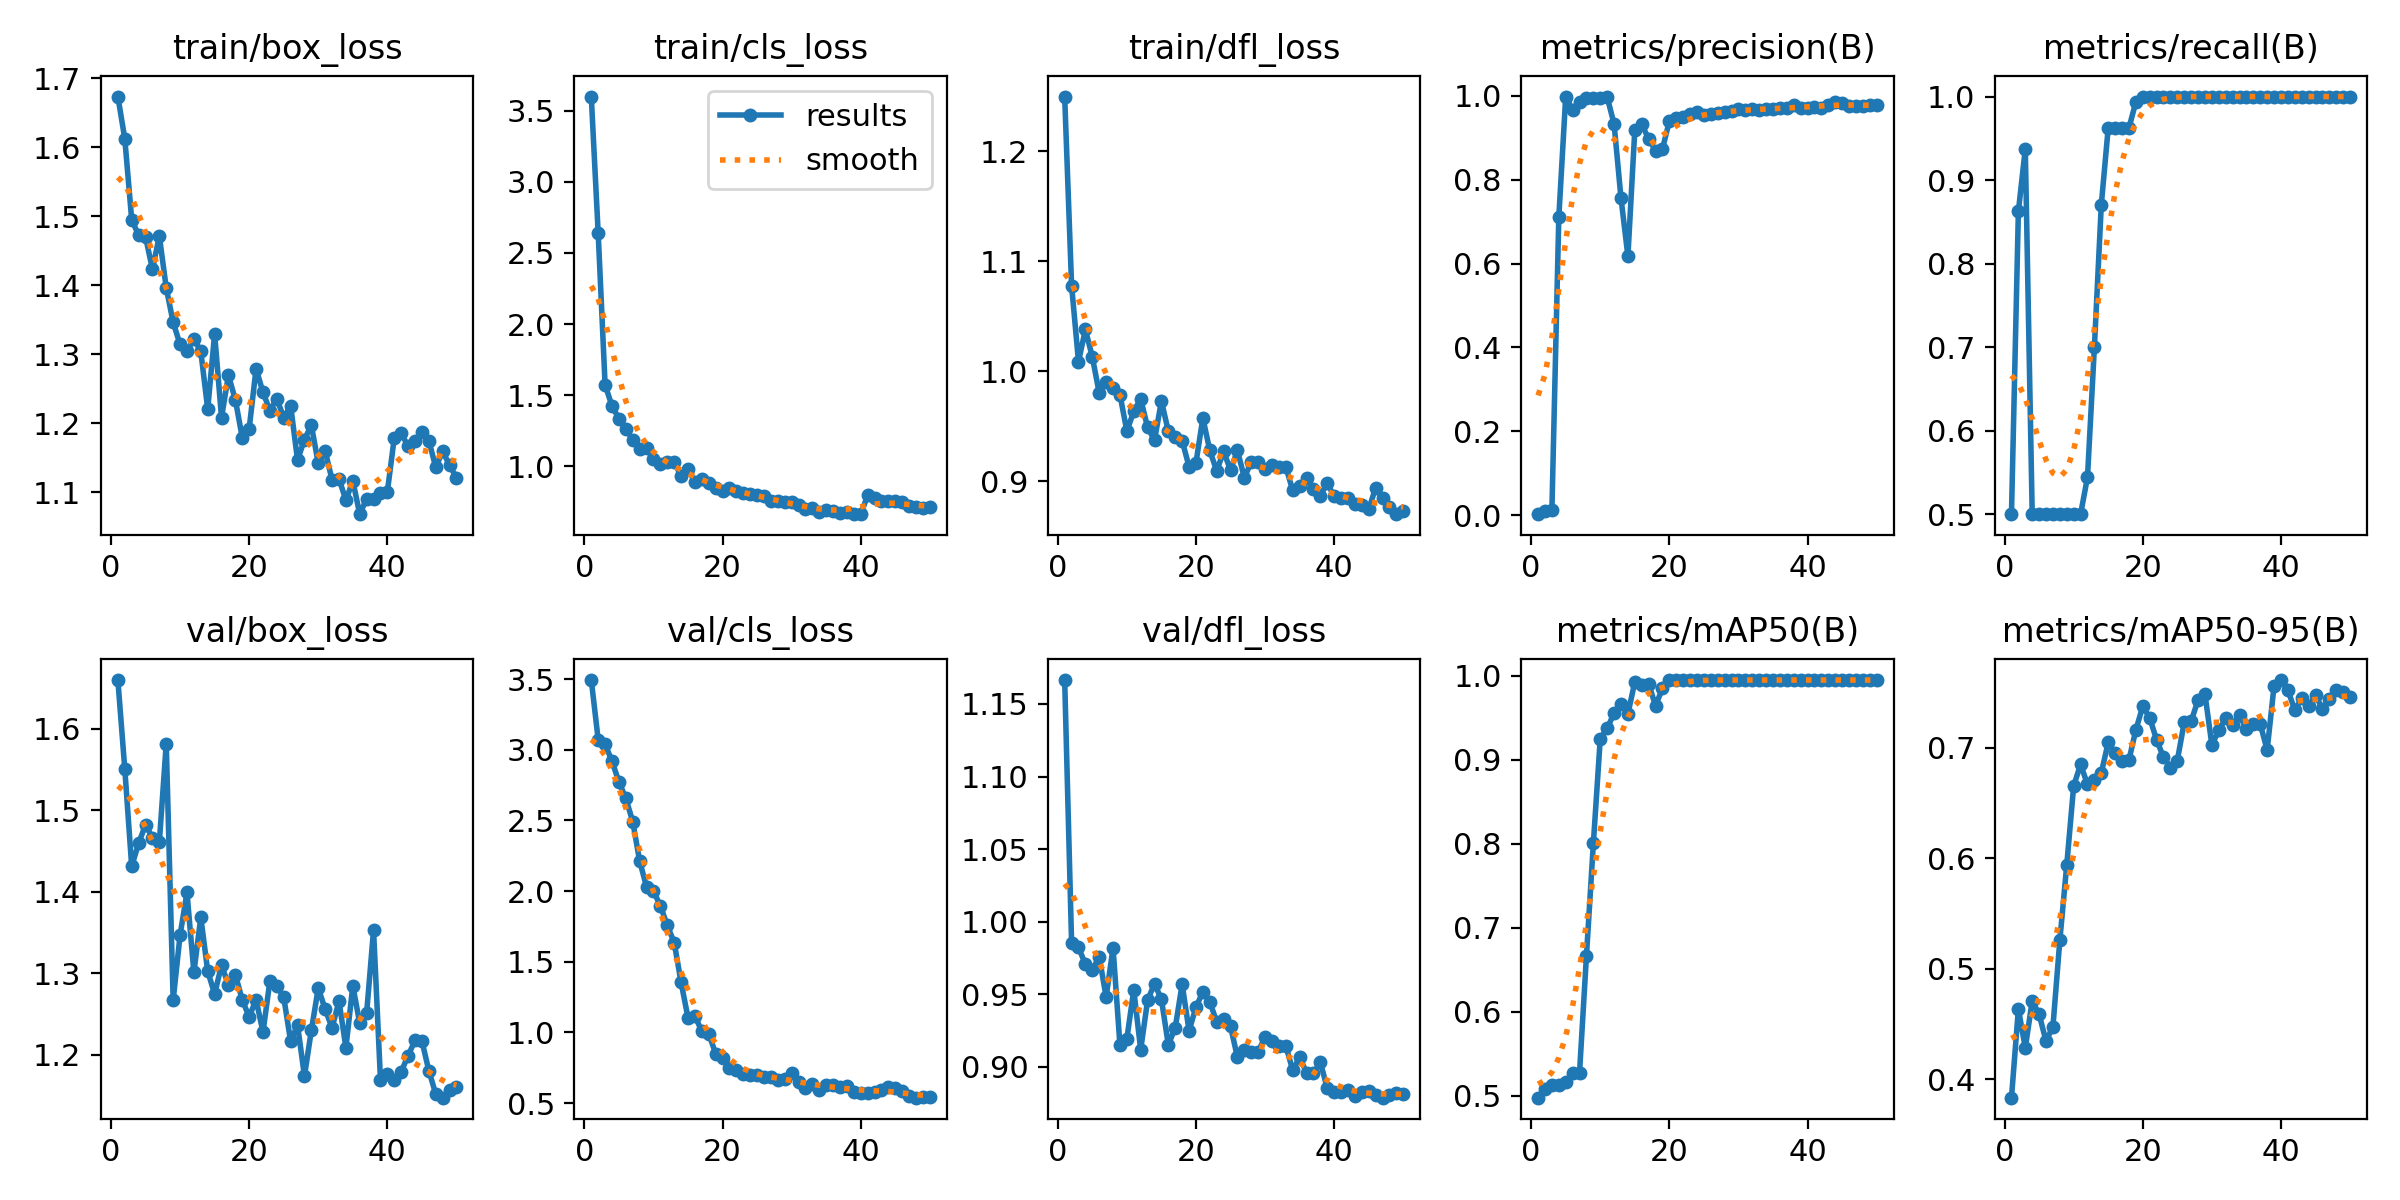 train/box_loss
1.7
1.6
1.5
1.4
1.3
1.2
1.1
0 20 40
train/cls_loss
results
smooth
3.5
3.0
2.5
2.0
1.5
1.0
0 20 40
train/dfl_loss
1.2
1.1
1.0
0.9
0 20 40
metrics/precision(B)
1.0
0.8
0.6
0.4
0.2
0.0
0 20 40
metrics/recall(B)
1.0
0.9
0.8
0.7
0.6
0.5
0 20 40
val/box_loss
1.6
1.5
1.4
1.3
1.2
0 20 40
val/cls_loss
3.5
3.0
2.5
2.0
1.5
1.0
0.5
0 20 40
val/dfl_loss
1.15
1.10
1.05
1.00
0.95
0.90
0 20 40
metrics/mAP50(B)
1.0
0.9
0.8
0.7
0.6
0.5
0 20 40
metrics/mAP50-95(B)
0.7
0.6
0.5
0.4
0 20 40